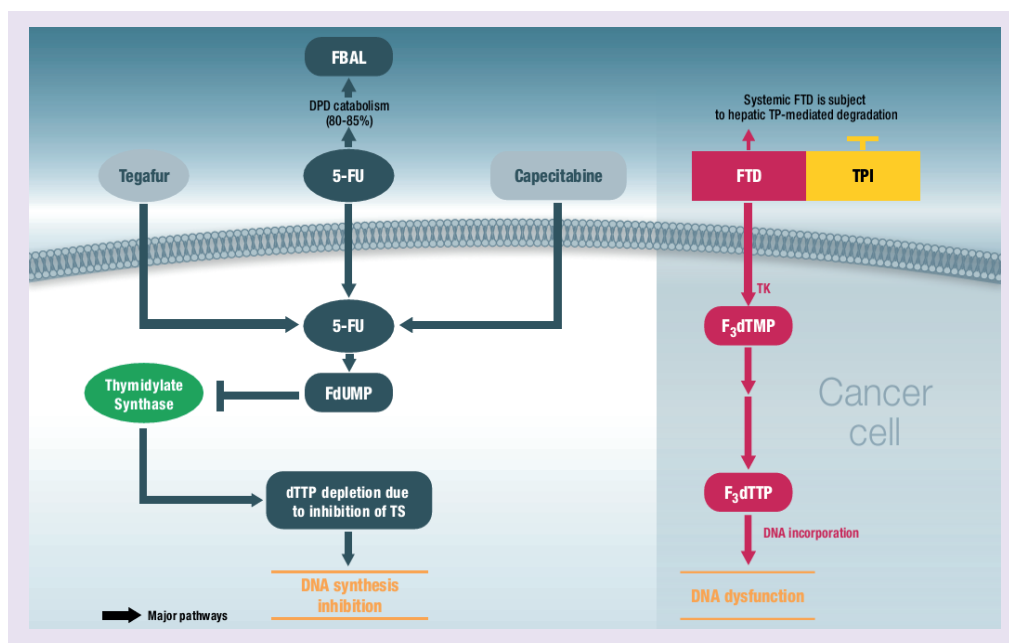 FBAL
DPD catabolism
(80-85%)
Systemic FTD is subject
to hepatic TP-mediated degradation
Tegafur
5-FU
Capecitabine
FTD
TPI
TK
5-FU
F₃dTMP
Thymidylate
Synthase
FdUMP
Cancer
cell
dTTP depletion due
to inhibition of TS
F₃dTTP
DNA incorporation
DNA synthesis
inhibition
DNA dysfunction
Major pathways